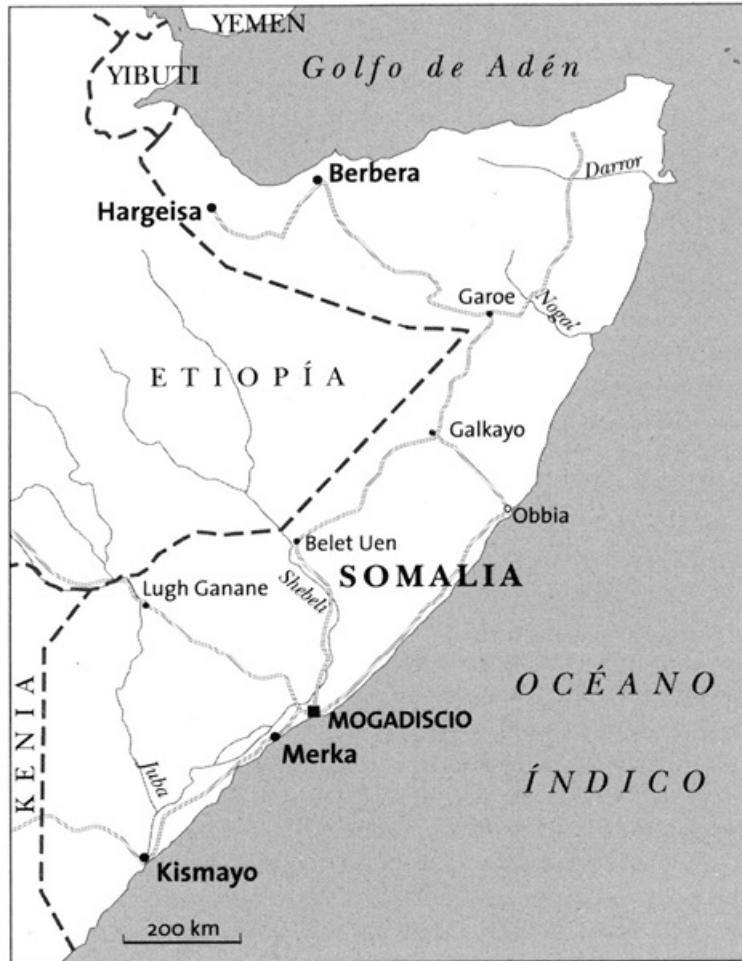 YEMEN
YIBUTI
Golfo de Adén
Berbera
Darror
Hargeisa
Garoe
Nogal
ETIOPÍA
Galkayo
Obbia
Belet Uen
SOMALIA
Shebeli
Lugh Ganane
KENIA
OCÉANO
MOGADISCIO
Merka
ÍNDICO
Juba
Kismayo
200 km